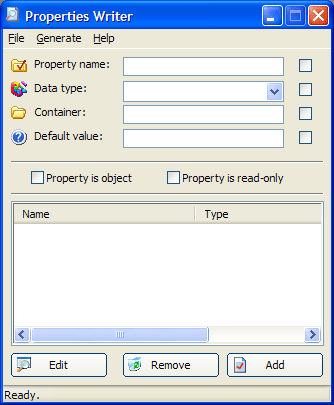 Properties Writer
File Generate Help
Property name:
Data type:
Container:
Default value:
Property is object Property is read-only
Name Type
Edit Remove Add
Ready.